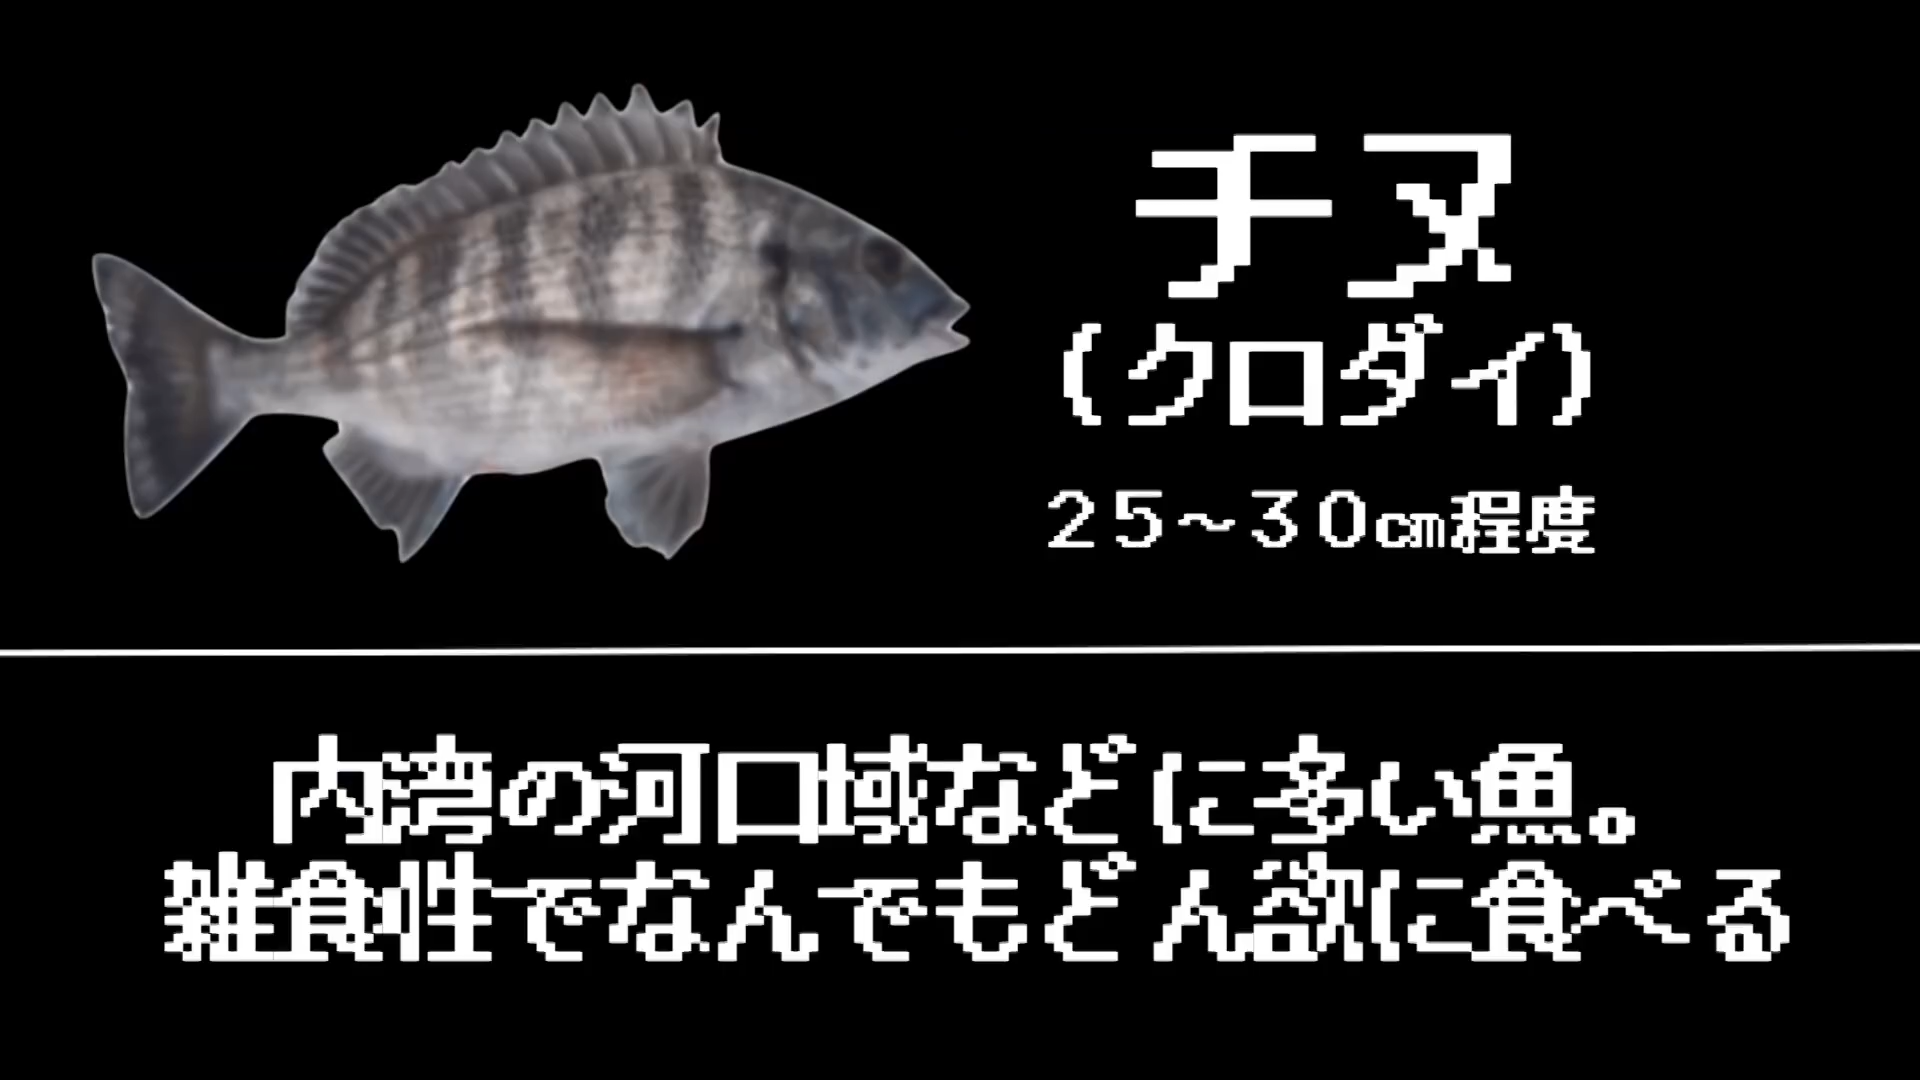 チヌ
(クロダイ)
25～30㎝程度
内湾の河口域などに多い魚。
雑食性でなんでもどん欲に食べる